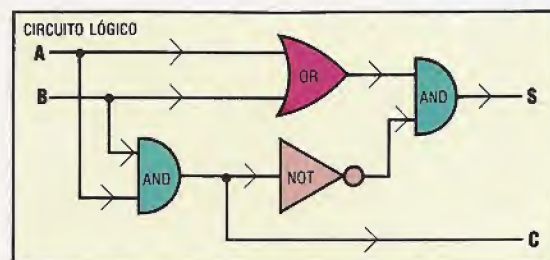 CIRCUITO LÓGICO
A
OR
AND
S
B
AND
NOT
C